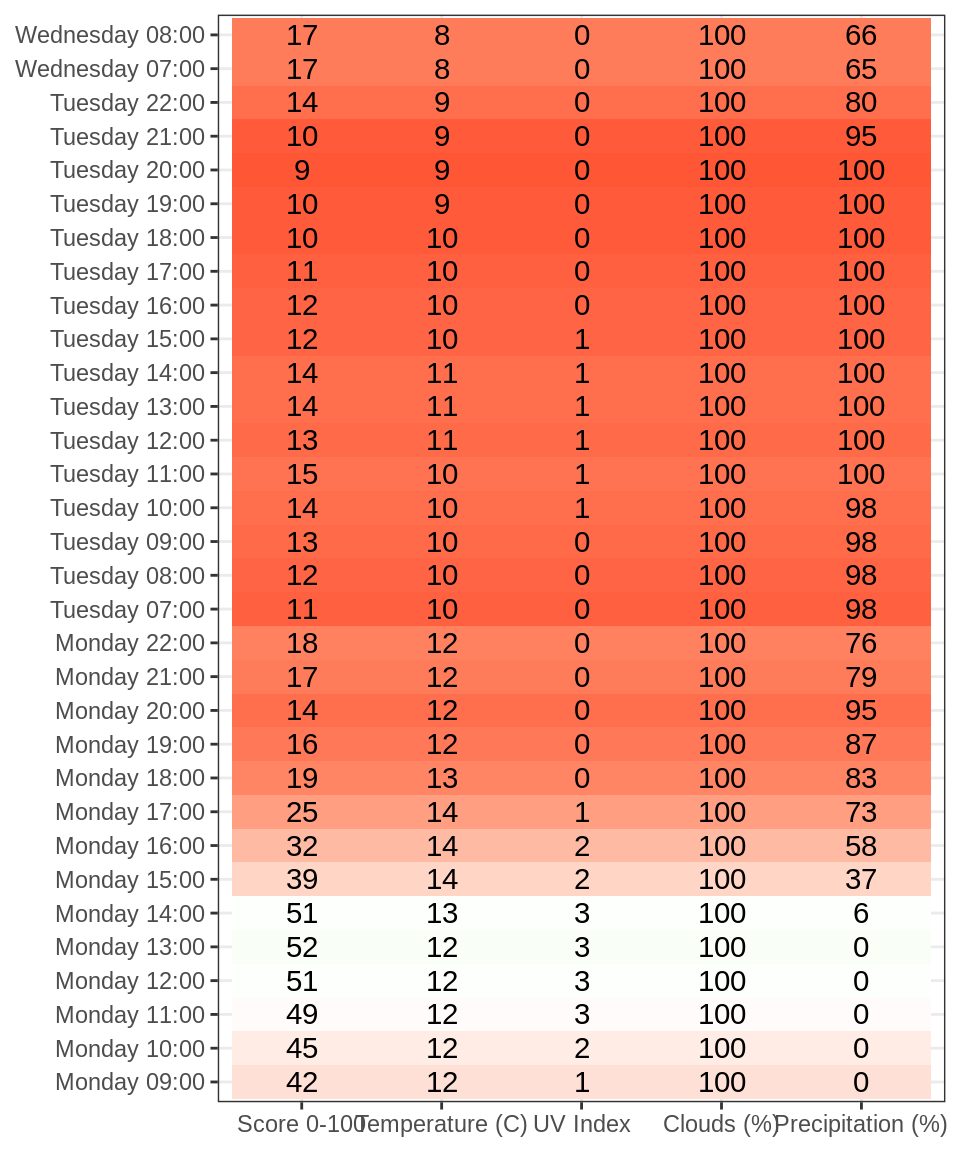 Wednesday 08:00 17 8 0 100 66
Wednesday 07:00 17 8 0 100 65
Tuesday 22:00 14 9 0 100 80
Tuesday 21:00 10 9 0 100 95
Tuesday 20:00 9 9 0 100 100
Tuesday 19:00 10 9 0 100 100
Tuesday 18:00 10 10 0 100 100
Tuesday 17:00 11 10 0 100 100
Tuesday 16:00 12 10 0 100 100
Tuesday 15:00 12 10 1 100 100
Tuesday 14:00 14 11 1 100 100
Tuesday 13:00 14 11 1 100 100
Tuesday 12:00 13 11 1 100 100
Tuesday 11:00 15 10 1 100 100
Tuesday 10:00 14 10 1 100 98
Tuesday 09:00 13 10 0 100 98
Tuesday 08:00 12 10 0 100 98
Tuesday 07:00 11 10 0 100 98
Monday 22:00 18 12 0 100 76
Monday 21:00 17 12 0 100 79
Monday 20:00 14 12 0 100 95
Monday 19:00 16 12 0 100 87
Monday 18:00 19 13 0 100 83
Monday 17:00 25 14 1 100 73
Monday 16:00 32 14 2 100 58
Monday 15:00 39 14 2 100 37
Monday 14:00 51 13 3 100 6
Monday 13:00 52 12 3 100 0
Monday 12:00 51 12 3 100 0
Monday 11:00 49 12 3 100 0
Monday 10:00 45 12 2 100 0
Monday 09:00 42 12 1 100 0
Score 0-100 Temperature (C) UV Index Clouds (%) Precipitation (%)